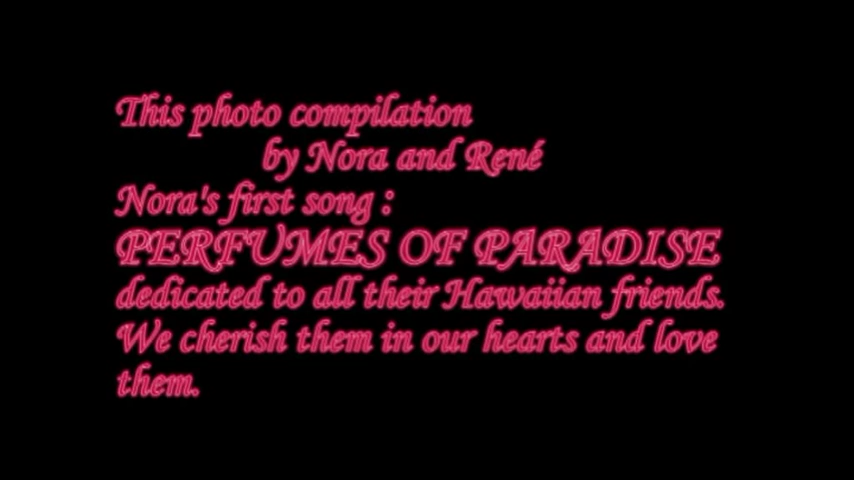 This photo compilation
by Nora and René
Nora's first song :
PERFUMES OF PARADISE
dedicated to all their Hawaiian friends.
We cherish them in our hearts and love
them.